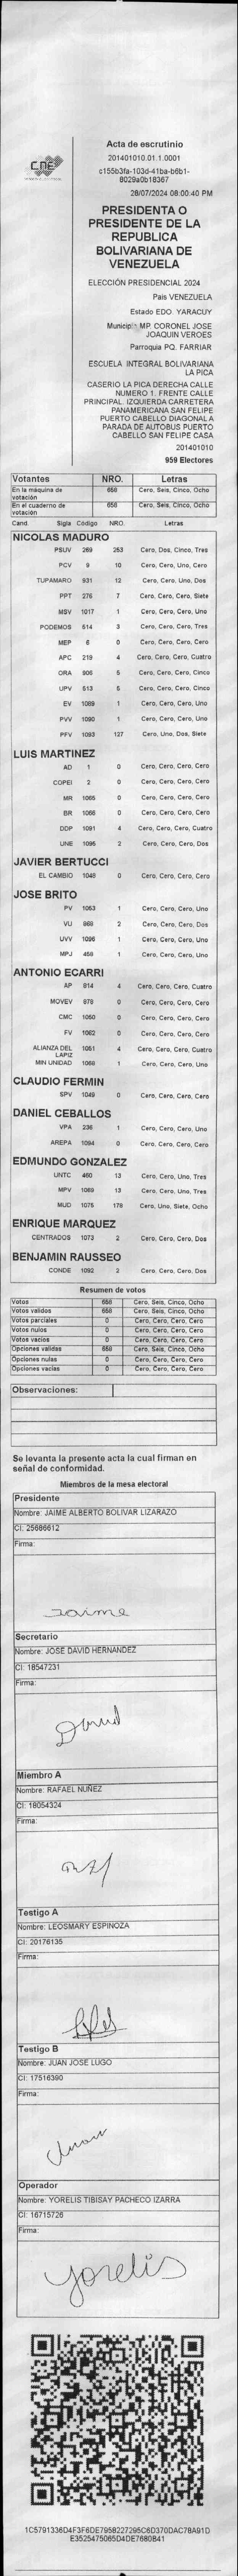 CNE
Acta de escrutinio
201401010.01.1.0001
c155b3fa-103d-41ba-b6b1-
8029a0b18367
28/07/2024 08:00:40 PM
PRESIDENTA O
PRESIDENTE DE LA
REPUBLICA
BOLIVARIANA DE
VENEZUELA
ELECCIÓN PRESIDENCIAL 2024
País VENEZUELA
Estado EDO. YARACUY
Municipio MP. CORONEL JOSE
JOAQUIN VEROES
Parroquia PQ. FARRIAR
ESCUELA INTEGRAL BOLIVARIANA
LA PICA
CASERIO LA PICA DERECHA CALLE
NUMERO 1. FRENTE CALLE
PRINCIPAL. IZQUIERDA CARRETERA
PANAMERICANA SAN FELIPE
PUERTO CABELLO DIAGONAL A
PARADA DE AUTOBUS PUERTO
CABELLO SAN FELIPE CASA
201401010
959 Electores
Votantes NRO. Letras
En la máquina de votación 658 Cero, Seis, Cinco, Ocho
En el cuaderno de votación 658 Cero, Seis, Cinco, Ocho
Cand. Sigla Código NRO. Letras
NICOLAS MADURO
PSUV 269 253 Cero, Dos, Cinco, Tres
PCV 9 10 Cero, Cero, Uno, Cero
TUPAMARO 931 12 Cero, Cero, Uno, Dos
PPT 276 7 Cero, Cero, Cero, Siete
MSV 1017 1 Cero, Cero, Cero, Uno
PODEMOS 514 3 Cero, Cero, Cero, Tres
MEP 6 0 Cero, Cero, Cero, Cero
APC 219 4 Cero, Cero, Cero, Cuatro
ORA 906 5 Cero, Cero, Cero, Cinco
UPV 513 5 Cero, Cero, Cero, Cinco
EV 1089 1 Cero, Cero, Cero, Uno
PVV 1090 1 Cero, Cero, Cero, Uno
PFV 1093 127 Cero, Uno, Dos, Siete
LUIS MARTINEZ
AD 1 0 Cero, Cero, Cero, Cero
COPEI 2 0 Cero, Cero, Cero, Cero
MR 1065 0 Cero, Cero, Cero, Cero
BR 1066 0 Cero, Cero, Cero, Cero
DDP 1091 4 Cero, Cero, Cero, Cuatro
UNE 1095 2 Cero, Cero, Cero, Dos
JAVIER BERTUCCI
EL CAMBIO 1048 0 Cero, Cero, Cero, Cero
JOSE BRITO
PV 1053 1 Cero, Cero, Cero, Uno
VU 868 2 Cero, Cero, Cero, Dos
UVV 1096 1 Cero, Cero, Cero, Uno
MPJ 458 1 Cero, Cero, Cero, Uno
ANTONIO ECARRI
AP 814 4 Cero, Cero, Cero, Cuatro
MOVEV 878 0 Cero, Cero, Cero, Cero
CMC 1050 0 Cero, Cero, Cero, Cero
FV 1062 0 Cero, Cero, Cero, Cero
ALIANZA DEL LAPIZ 1051 4 Cero, Cero, Cero, Cuatro
MIN UNIDAD 1058 1 Cero, Cero, Cero, Uno
CLAUDIO FERMIN
SPV 1049 0 Cero, Cero, Cero, Cero
DANIEL CEBALLOS
VPA 236 1 Cero, Cero, Cero, Uno
AREPA 1094 0 Cero, Cero, Cero, Cero
EDMUNDO GONZALEZ
UNTC 460 13 Cero, Cero, Uno, Tres
MPV 1069 13 Cero, Cero, Uno, Tres
MUD 1075 178 Cero, Uno, Siete, Ocho
ENRIQUE MARQUEZ
CENTRADOS 1073 2 Cero, Cero, Cero, Dos
BENJAMIN RAUSSEO
CONDE 1092 2 Cero, Cero, Cero, Dos
Resumen de votos
Votos 658 Cero, Seis, Cinco, Ocho
Votos validos 658 Cero, Seis, Cinco, Ocho
Votos parciales 0 Cero, Cero, Cero, Cero
Votos nulos 0 Cero, Cero, Cero, Cero
Votos vacios 0 Cero, Cero, Cero, Cero
Opciones validas 658 Cero, Seis, Cinco, Ocho
Opciones nulas 0 Cero, Cero, Cero, Cero
Opciones vacias 0 Cero, Cero, Cero, Cero
Observaciones:
Se levanta la presente acta la cual firman en
señal de conformidad.
Miembros de la mesa electoral
Presidente
Nombre: JAIME ALBERTO BOLIVAR LIZARAZO
CI: 25686612
Firma:
Jaime
Secretario
Nombre: JOSE DAVID HERNANDEZ
CI: 18547231
Firma:
David
Miembro A
Nombre: RAFAEL NUÑEZ
CI: 18054324
Firma:
Testigo A
Nombre: LEOSMARY ESPINOZA
CI: 20176135
Firma:
Testigo B
Nombre: JUAN JOSE LUGO
CI: 17516390
Firma:
Juan
Operador
Nombre: YORELIS TIBISAY PACHECO IZARRA
CI: 16715726
Firma:
yorelis
1C5791336D4F3F6DE7958227295C6D370DAC78A91D
E3525475065D4DE7680B41